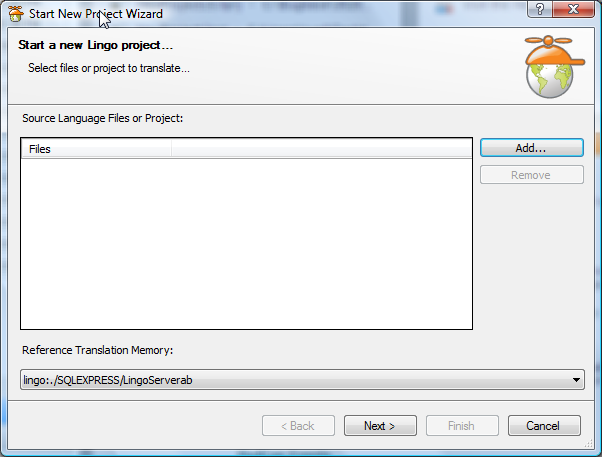 Start New Project Wizard
Start a new Lingo project...
Select files or project to translate...
Source Language Files or Project:
Files
Add...
Remove
Reference Translation Memory:
lingo:./SQLEXPRESS/LingoServerab
< Back Next > Finish Cancel